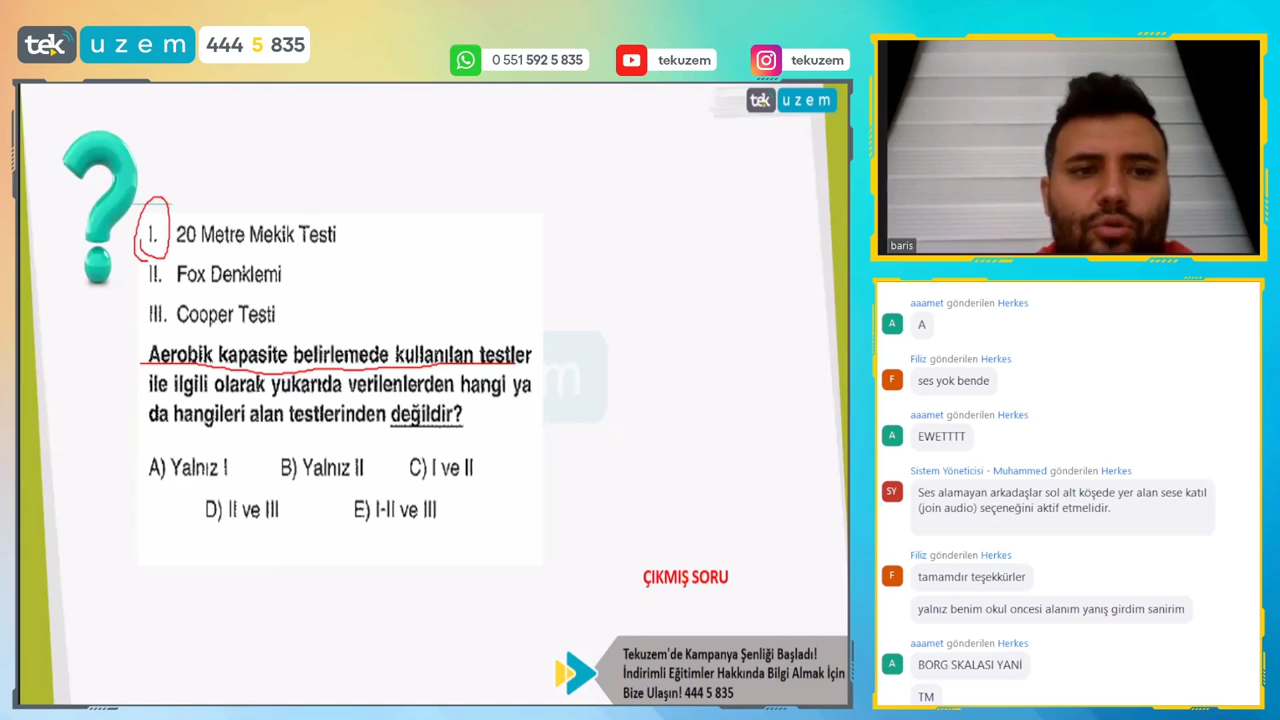 tek uzem 444 5 835
0 551 592 5 835
tekuzem
tekuzem
tek uzem
I. 20 Metre Mekik Testi
II. Fox Denklemi
III. Cooper Testi
Aerobik kapasite belirlemede kullanılan testler
ile ilgili olarak yukarıda verilenlerden hangi ya
da hangileri alan testlerinden değildir?
A) Yalnız I B) Yalnız II C) I ve II
D) II ve III E) I-II ve III
ÇIKMIŞ SORU
Tekuzem'de Kampanya Şenliği Başladı!
İndirimli Eğitimler Hakkında Bilgi Almak İçin
Bize Ulaşın! 444 5 835
baris
aaamet gönderilen Herkes
A
A
Filiz gönderilen Herkes
F
ses yok bende
aaamet gönderilen Herkes
A
EWETTTT
Sistem Yöneticisi - Muhammed gönderilen Herkes
SY
Ses alamayan arkadaşlar sol alt köşede yer alan sese katıl
(join audio) seçeneğini aktif etmelidir.
Filiz gönderilen Herkes
F
tamamdır teşekkürler
yalnız benim okul oncesi alanım yanış girdim sanirim
aaamet gönderilen Herkes
A
BORG SKALASI YANİ
TM